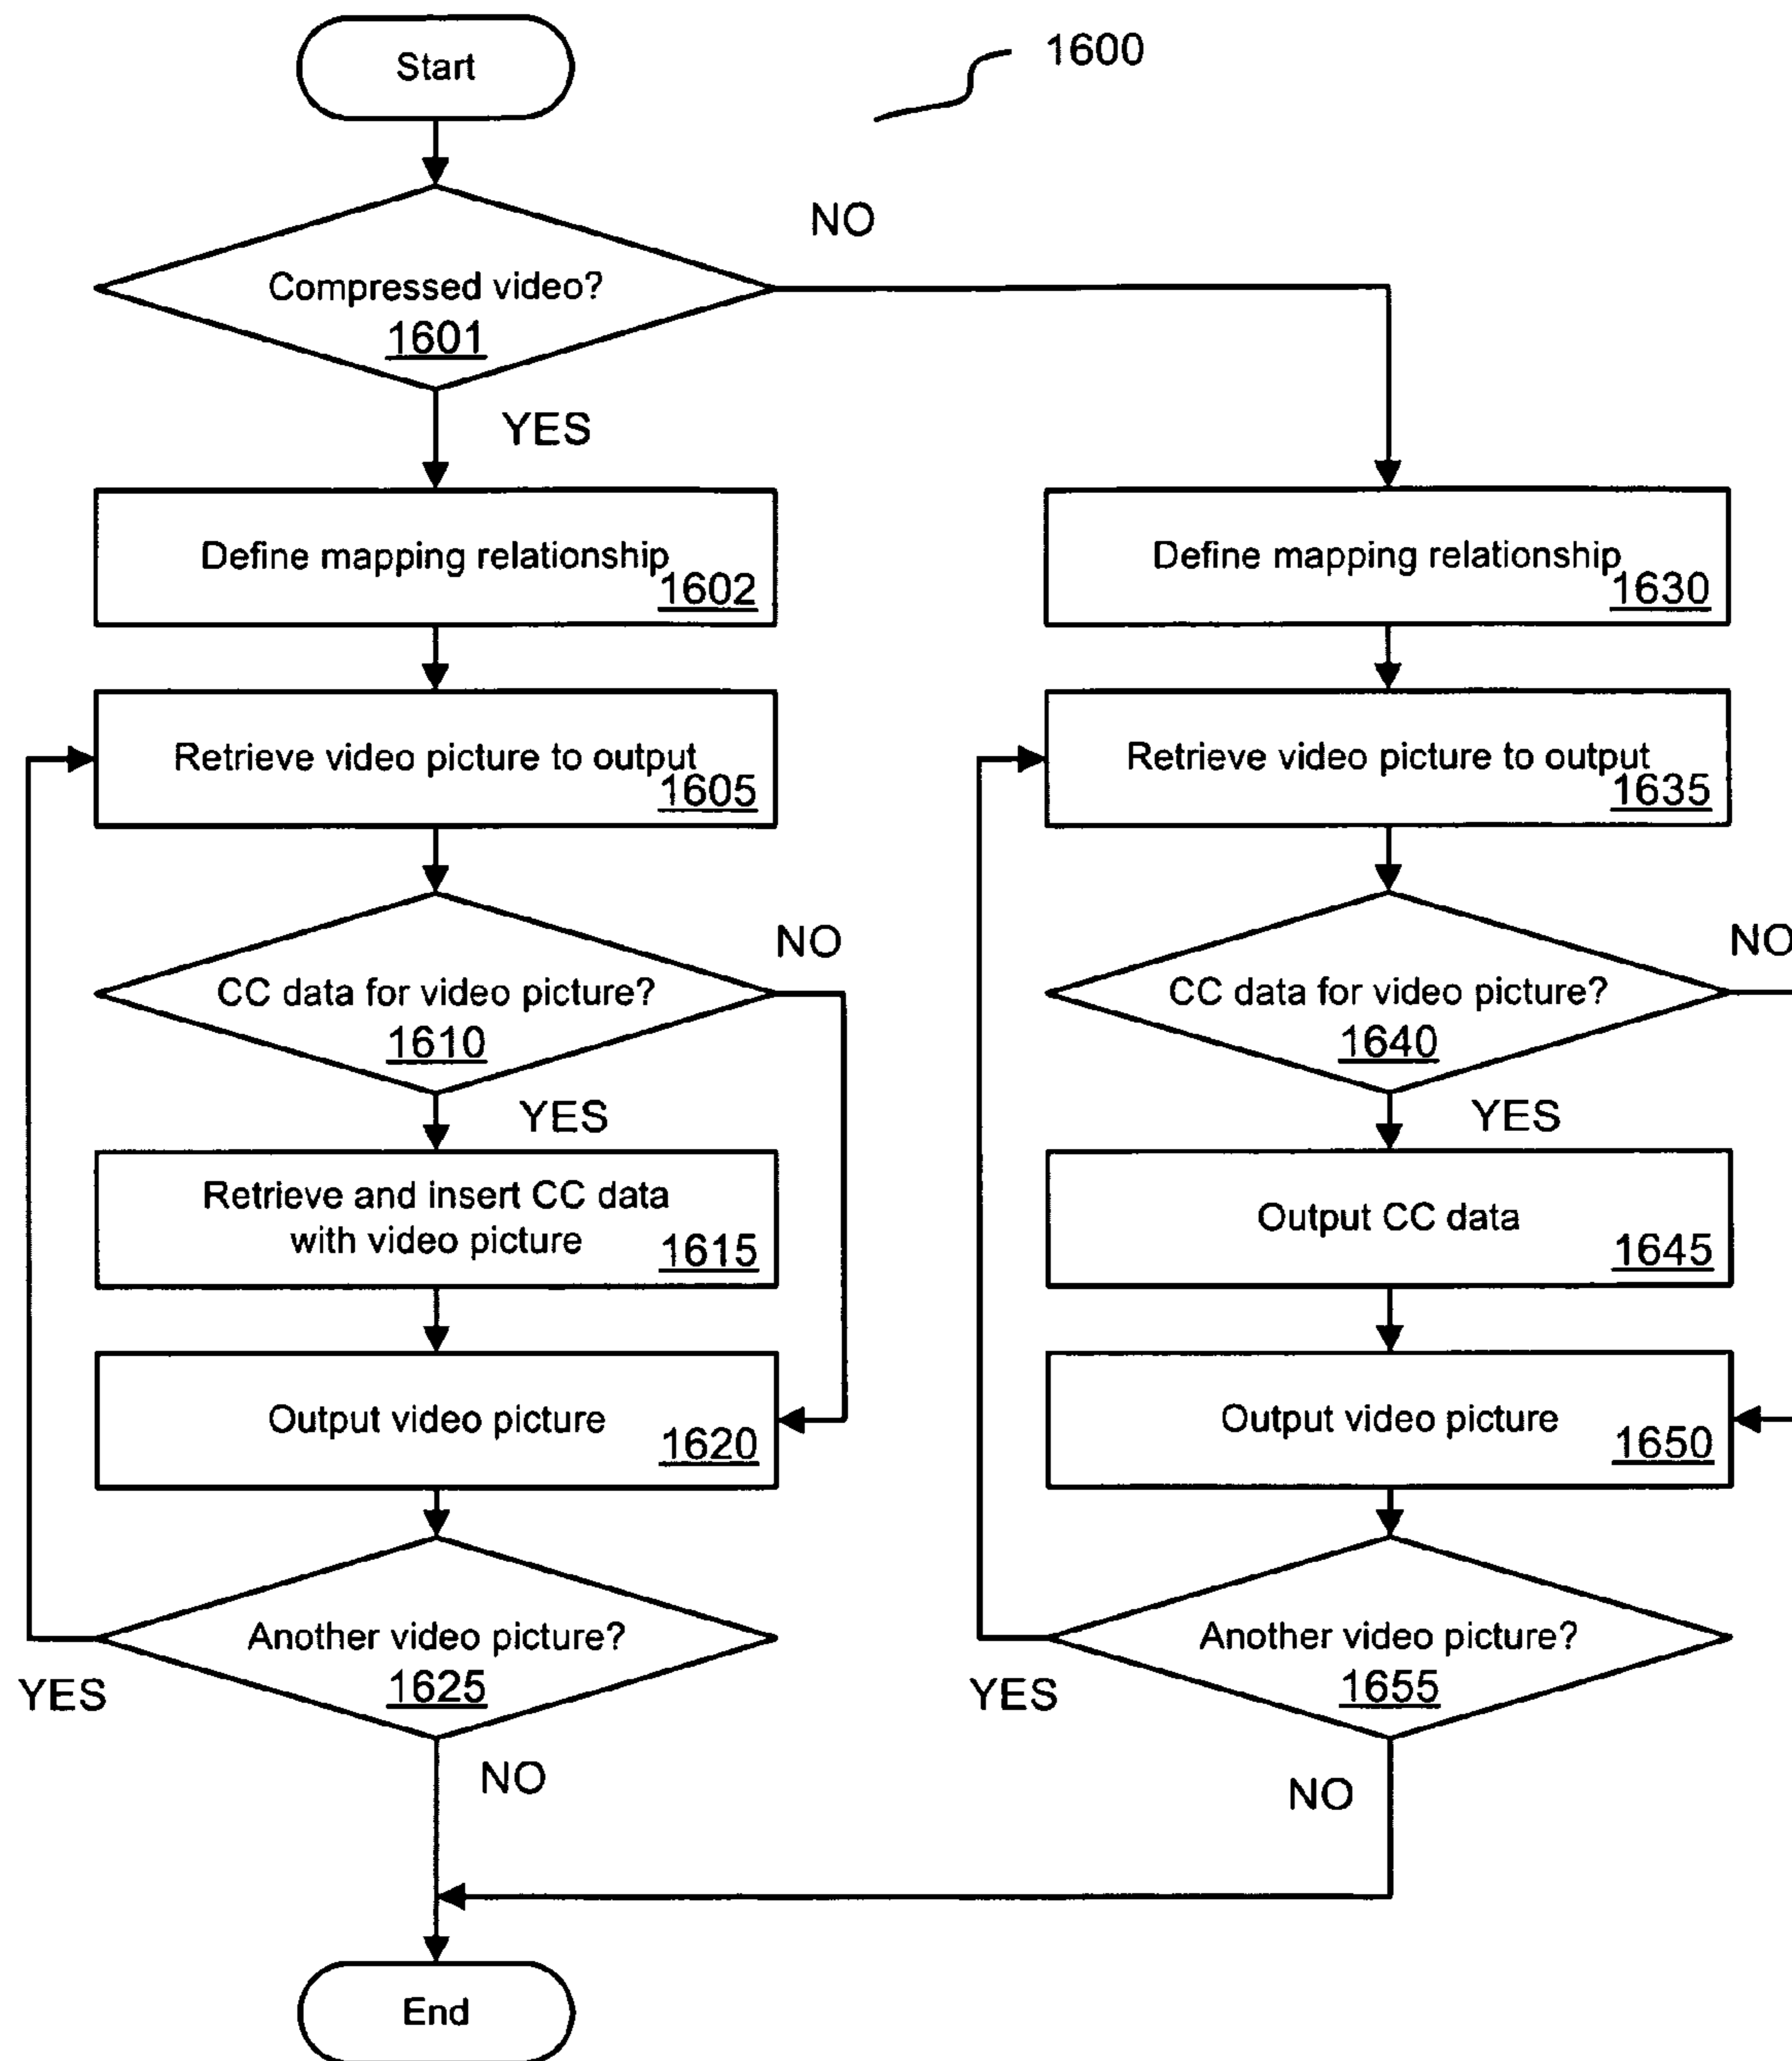 Start
1600
Compressed video?
1601
NO
YES
Define mapping relationship
1602
Retrieve video picture to output
1605
CC data for video picture?
1610
NO
YES
Retrieve and insert CC data
with video picture
1615
Output video picture
1620
Another video picture?
1625
YES
NO
Define mapping relationship
1630
Retrieve video picture to output
1635
CC data for video picture?
1640
NO
YES
Output CC data
1645
Output video picture
1650
Another video picture?
1655
YES
NO
End